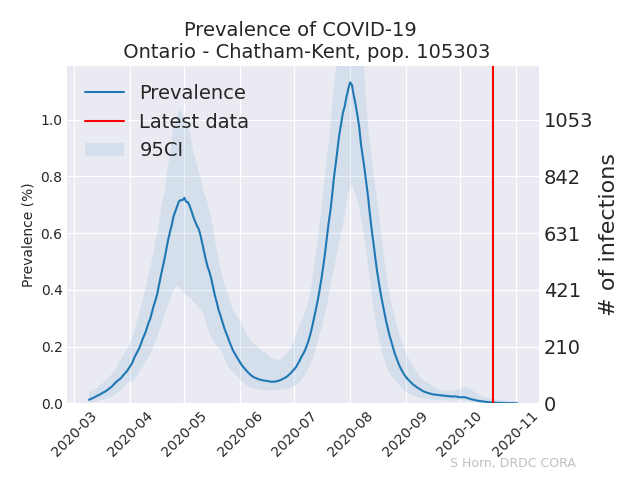 Prevalence of COVID-19
Ontario - Chatham-Kent, pop. 105303
Prevalence
Latest data
95CI
Prevalence (%)
1.0
0.8
0.6
0.4
0.2
0.0
1053
842
631
421
210
0
# of infections
2020-03
2020-04
2020-05
2020-06
2020-07
2020-08
2020-09
2020-10
2020-11
S Horn, DRDC CORA